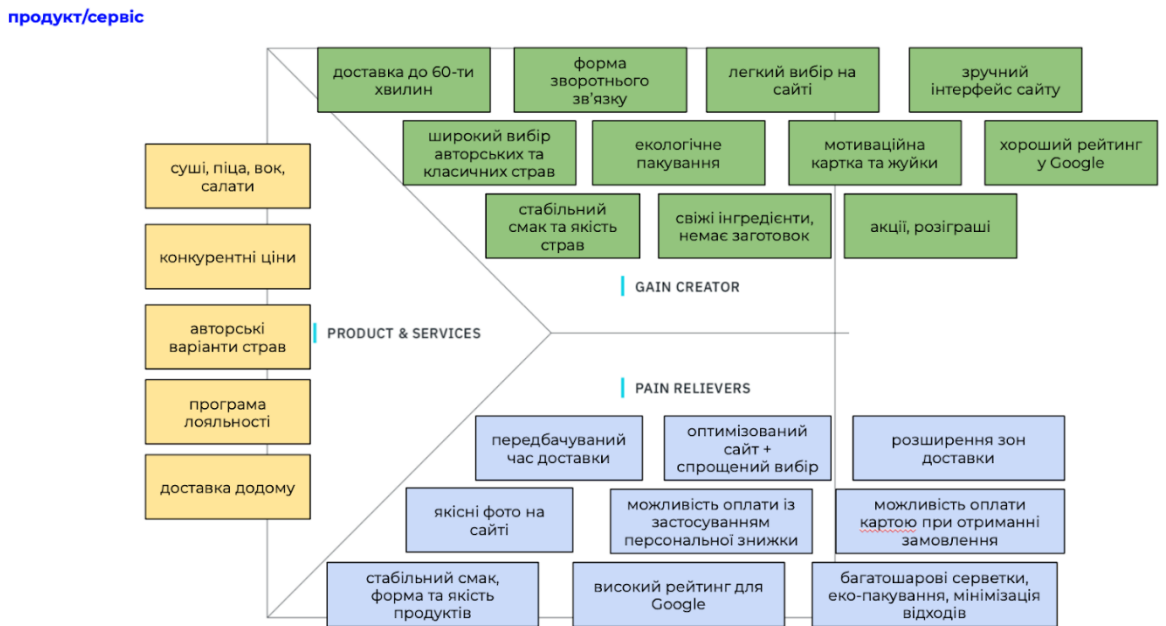 продукт/сервіс
доставка до 60-ти
хвилин
форма
зворотнього
зв'язку
легкий вибір на
сайті
зручний
інтерфейс сайту
широкий вибір
авторських та
класичних страв
екологічне
пакування
мотиваційна
картка та жуйки
хороший рейтинг
у Google
стабільний
смак та якість
страв
свіжі інгредієнти,
немає заготовок
акції, розіграші
GAIN CREATOR
суші, піца, вок,
салати
конкурентні ціни
авторські
варіанти страв
програма
лояльності
доставка додому
PRODUCT & SERVICES
PAIN RELIEVERS
передбачуваний
час доставки
оптимізований
сайт +
спрощений вибір
розширення зон
доставки
якісні фото на
сайті
можливість оплати із
застосуванням
персональної знижки
можливість оплати
картою при отриманні
замовлення
стабільний смак,
форма та якість
продуктів
високий рейтинг для
Google
багатошарові серветки,
еко-пакування, мінімізація
відходів